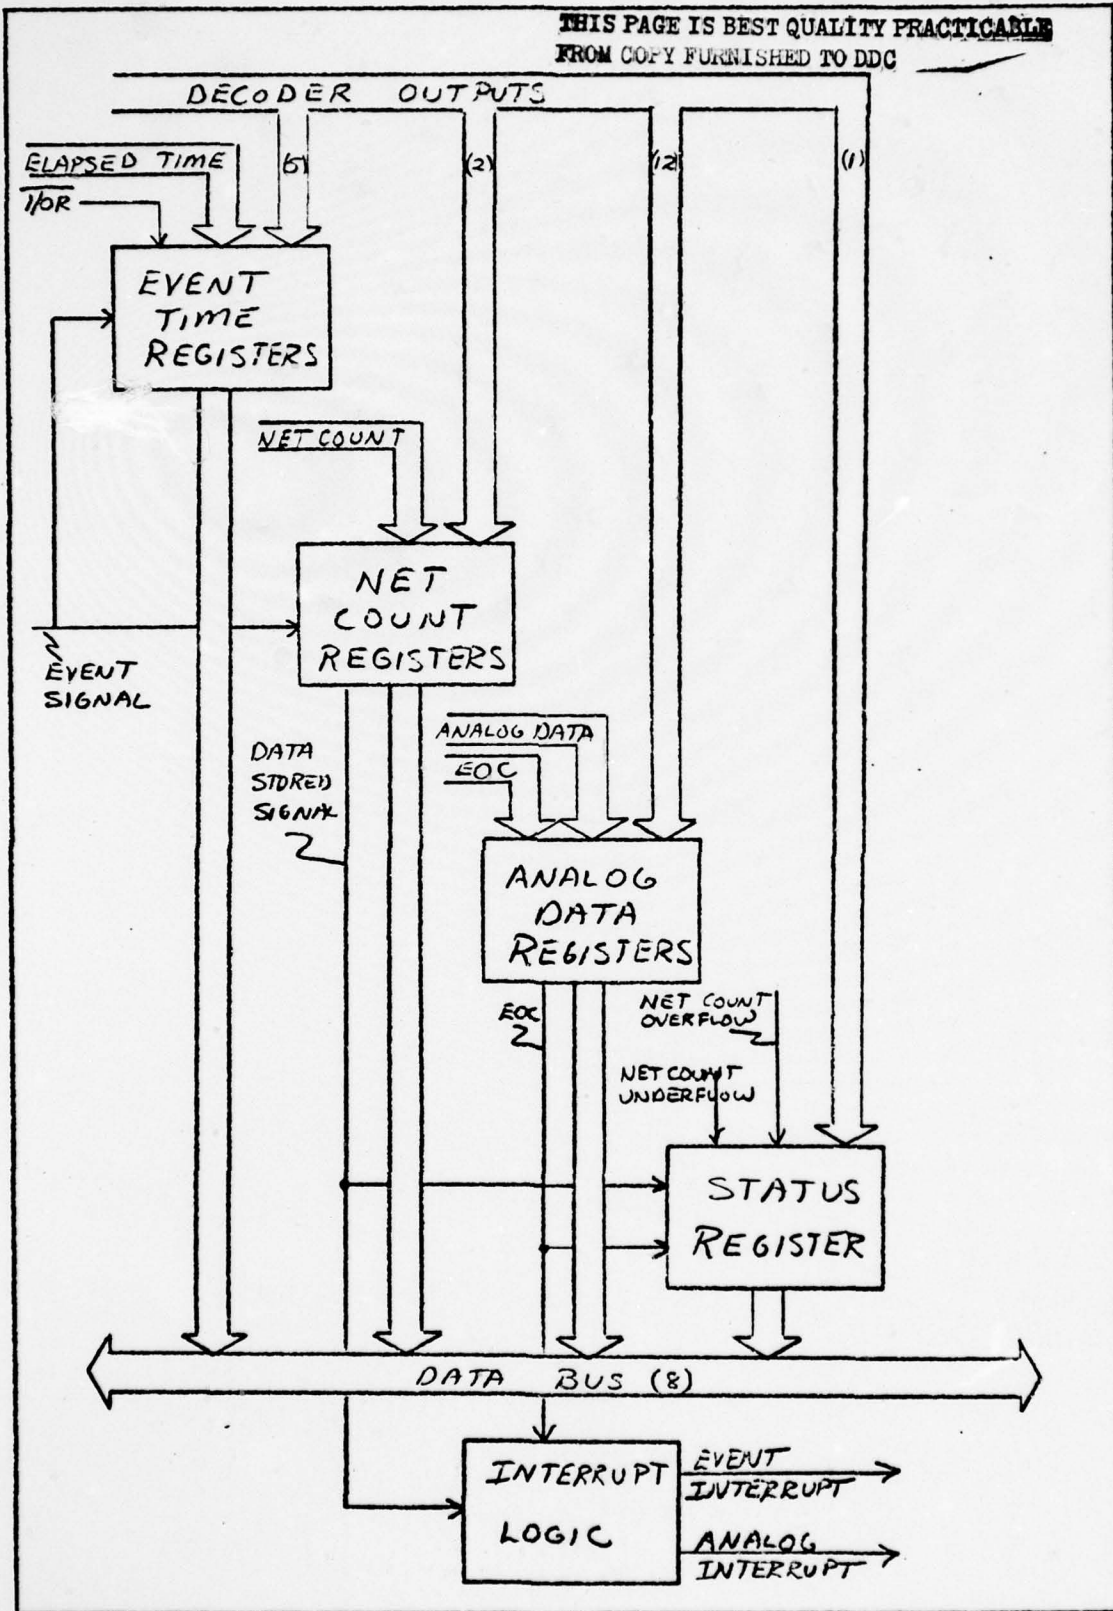 THIS PAGE IS BEST QUALITY PRACTICABLE
FROM COPY FURNISHED TO DDC
DECODER OUTPUTS
ELAPSED TIME
(5)
(2)
(12)
(1)
I/OR
EVENT
TIME
REGISTERS
NET COUNT
NET
COUNT
REGISTERS
EVENT
SIGNAL
DATA
STORED
SIGNAL
ANALOG DATA
EOC
ANALOG
DATA
REGISTERS
EOC
NET COUNT
OVERFLOW
NET COUNT
UNDERFLOW
STATUS
REGISTER
DATA BUS (8)
INTERRUPT
LOGIC
EVENT
INTERRUPT
ANALOG
INTERRUPT